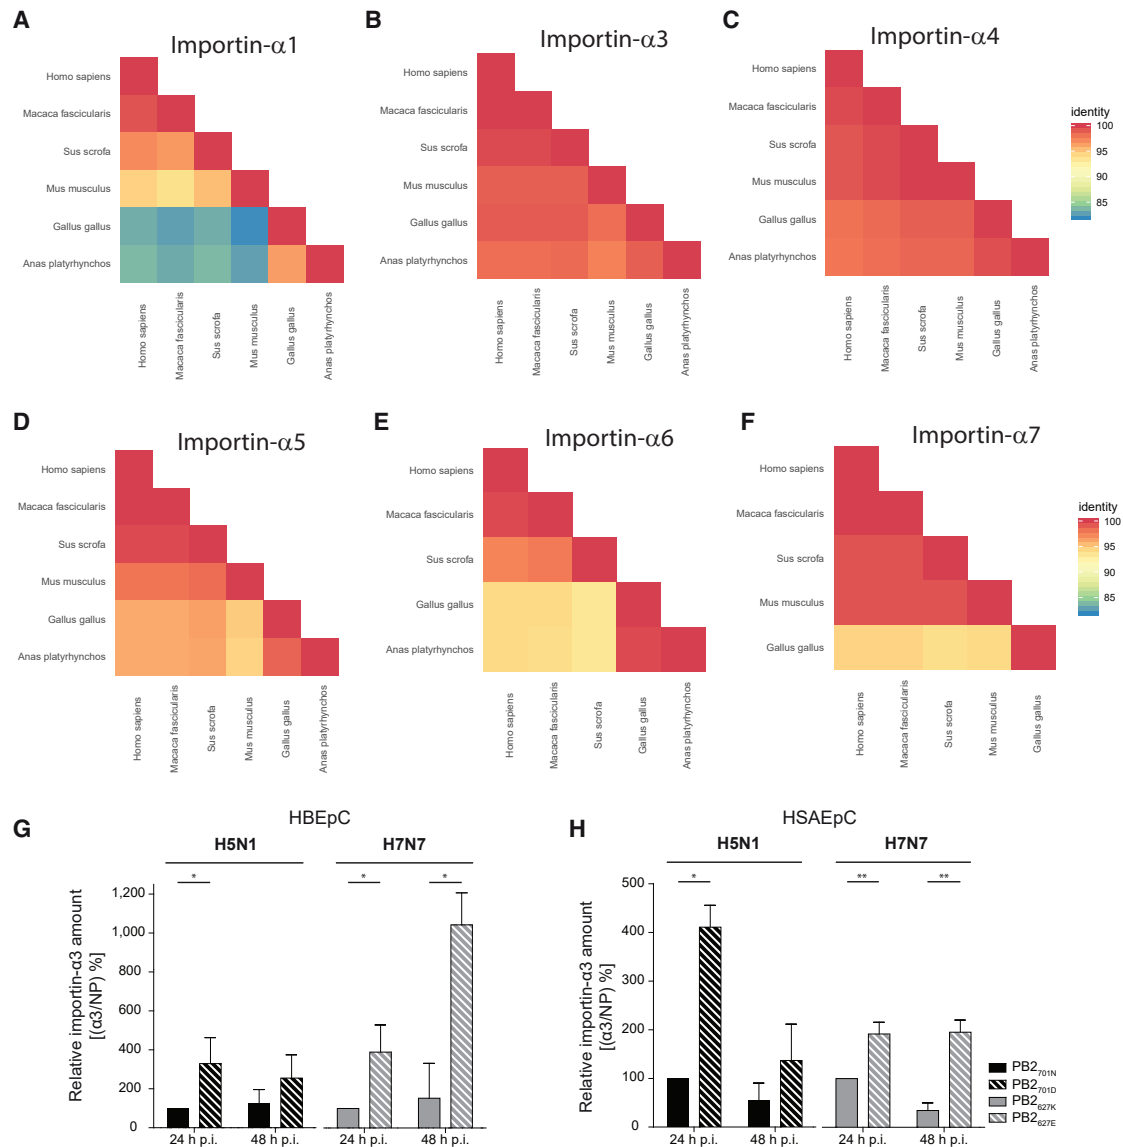 A
Importin-α1
Homo sapiens
Macaca fascicularis
Sus scrofa
Mus musculus
Gallus gallus
Anas platyrhynchos
Homo sapiens
Macaca fascicularis
Sus scrofa
Mus musculus
Gallus gallus
Anas platyrhynchos
B
Importin-α3
Homo sapiens
Macaca fascicularis
Sus scrofa
Mus musculus
Gallus gallus
Anas platyrhynchos
Homo sapiens
Macaca fascicularis
Sus scrofa
Mus musculus
Gallus gallus
Anas platyrhynchos
C
Importin-α4
Homo sapiens
Macaca fascicularis
Sus scrofa
Mus musculus
Gallus gallus
Anas platyrhynchos
Homo sapiens
Macaca fascicularis
Sus scrofa
Mus musculus
Gallus gallus
Anas platyrhynchos
identity
100
95
90
85
D
Importin-α5
Homo sapiens
Macaca fascicularis
Sus scrofa
Mus musculus
Gallus gallus
Anas platyrhynchos
Homo sapiens
Macaca fascicularis
Sus scrofa
Mus musculus
Gallus gallus
Anas platyrhynchos
E
Importin-α6
Homo sapiens
Macaca fascicularis
Sus scrofa
Gallus gallus
Anas platyrhynchos
Homo sapiens
Macaca fascicularis
Sus scrofa
Gallus gallus
Anas platyrhynchos
F
Importin-α7
Homo sapiens
Macaca fascicularis
Sus scrofa
Mus musculus
Gallus gallus
Homo sapiens
Macaca fascicularis
Sus scrofa
Mus musculus
Gallus gallus
identity
100
95
90
85
G
HBEpC
H5N1
H7N7
Relative importin-α3 amount
[(α3/NP) %]
1,200
1,000
800
600
400
200
0
*
*
*
24 h p.i.
48 h p.i.
24 h p.i.
48 h p.i.
H
HSAEpC
H5N1
H7N7
Relative importin-α3 amount
[(α3/NP) %]
500
400
300
200
100
0
*
**
**
24 h p.i.
48 h p.i.
24 h p.i.
48 h p.i.
PB2701N
PB2701D
PB2627K
PB2627E